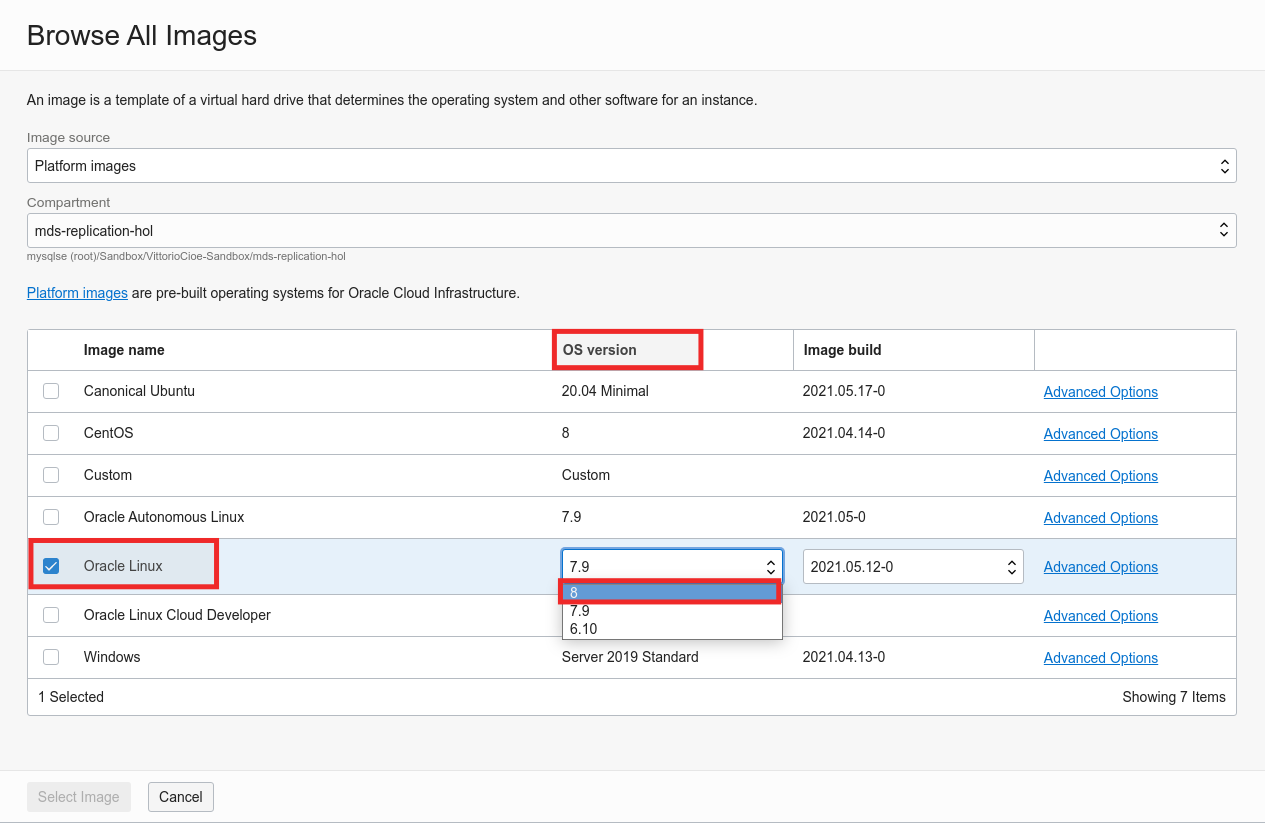 Browse All Images
An image is a template of a virtual hard drive that determines the operating system and other software for an instance.
Image source
Platform images
Compartment
mds-replication-hol
mysqlse (root)/Sandbox/VittorioCioe-Sandbox/mds-replication-hol
Platform images are pre-built operating systems for Oracle Cloud Infrastructure.
Image name OS version Image build
Canonical Ubuntu 20.04 Minimal 2021.05.17-0 Advanced Options
CentOS 8 2021.04.14-0 Advanced Options
Custom Custom Advanced Options
Oracle Autonomous Linux 7.9 2021.05-0 Advanced Options
Oracle Linux 7.9 2021.05.12-0 Advanced Options
8
7.9
6.10
Oracle Linux Cloud Developer Advanced Options
Windows Server 2019 Standard 2021.04.13-0 Advanced Options
1 Selected Showing 7 Items
Select Image Cancel